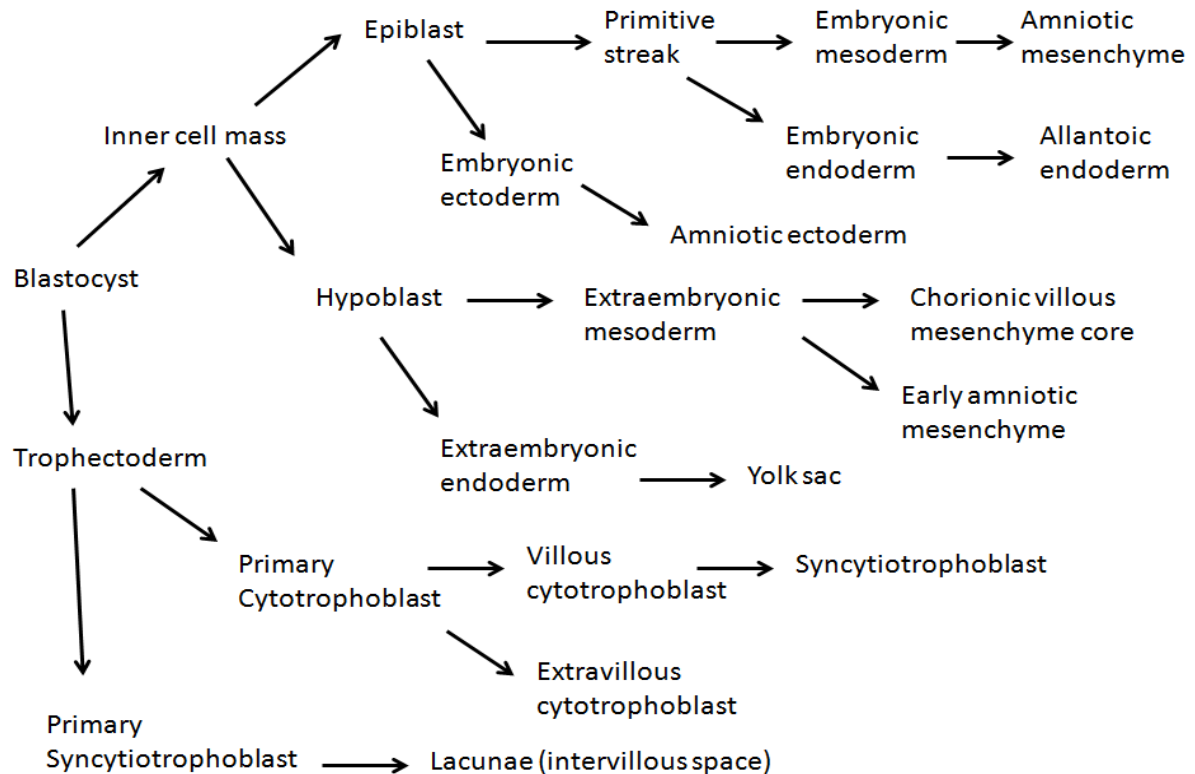 Epiblast
Primitive
streak
Embryonic
mesoderm
Amniotic
mesenchyme
Inner cell mass
Embryonic
ectoderm
Embryonic
endoderm
Allantoic
endoderm
Amniotic ectoderm
Blastocyst
Hypoblast
Extraembryonic
mesoderm
Chorionic villous
mesenchyme core
Early amniotic
mesenchyme
Trophectoderm
Extraembryonic
endoderm
Yolk sac
Primary
Cytotrophoblast
Villous
cytotrophoblast
Syncytiotrophoblast
Extravillous
cytotrophoblast
Primary
Syncytiotrophoblast
Lacunae (intervillous space)